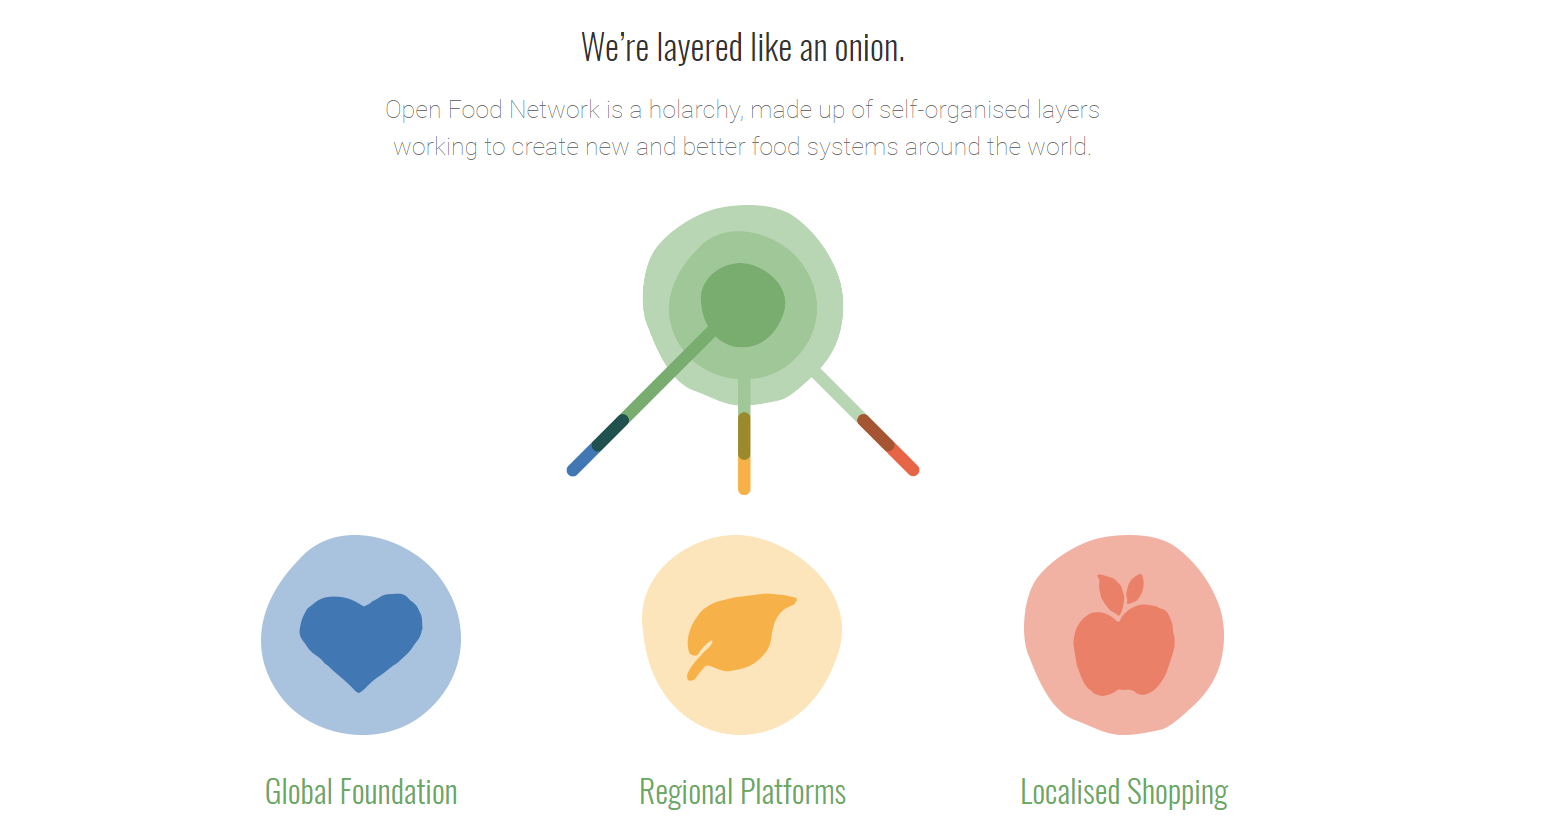 We’re layered like an onion.
Open Food Network is a holarchy, made up of self-organised layers
working to create new and better food systems around the world.
Global Foundation
Regional Platforms
Localised Shopping